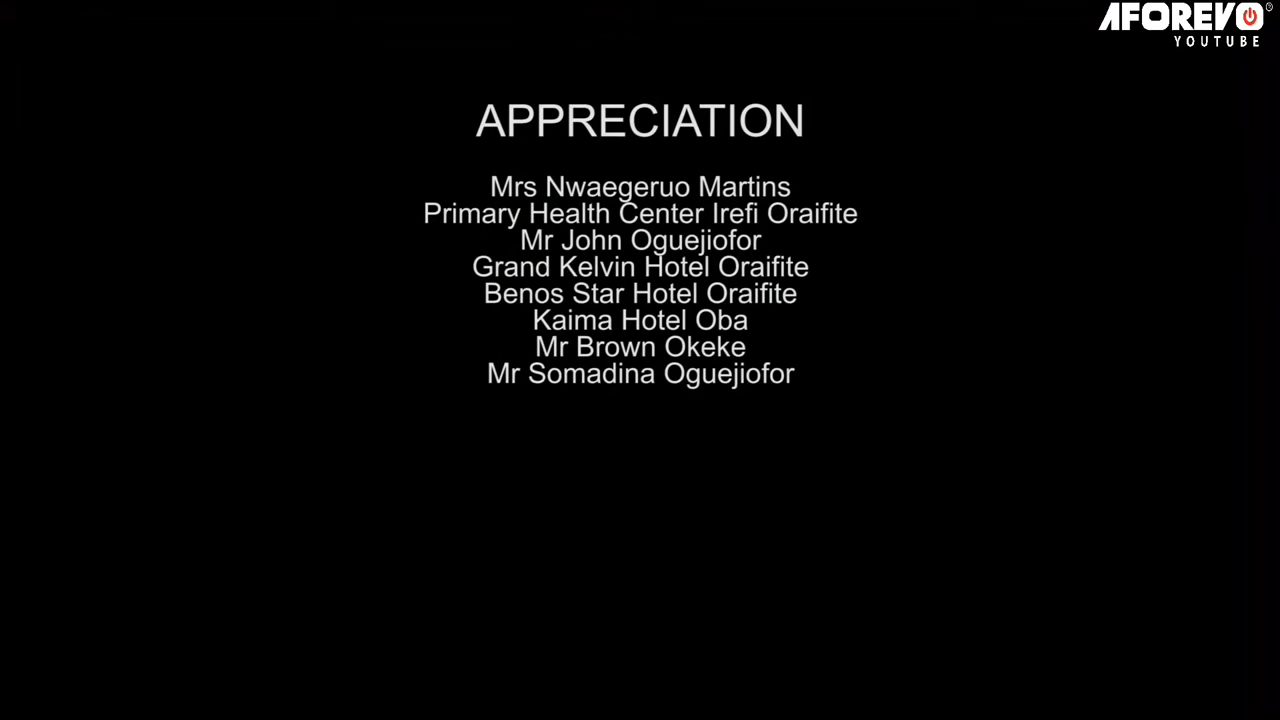 AFOREVO
YOUTUBE
APPRECIATION
Mrs Nwaegeruo Martins
Primary Health Center Irefi Oraifite
Mr John Oguejiofor
Grand Kelvin Hotel Oraifite
Benos Star Hotel Oraifite
Kaima Hotel Oba
Mr Brown Okeke
Mr Somadina Oguejiofor